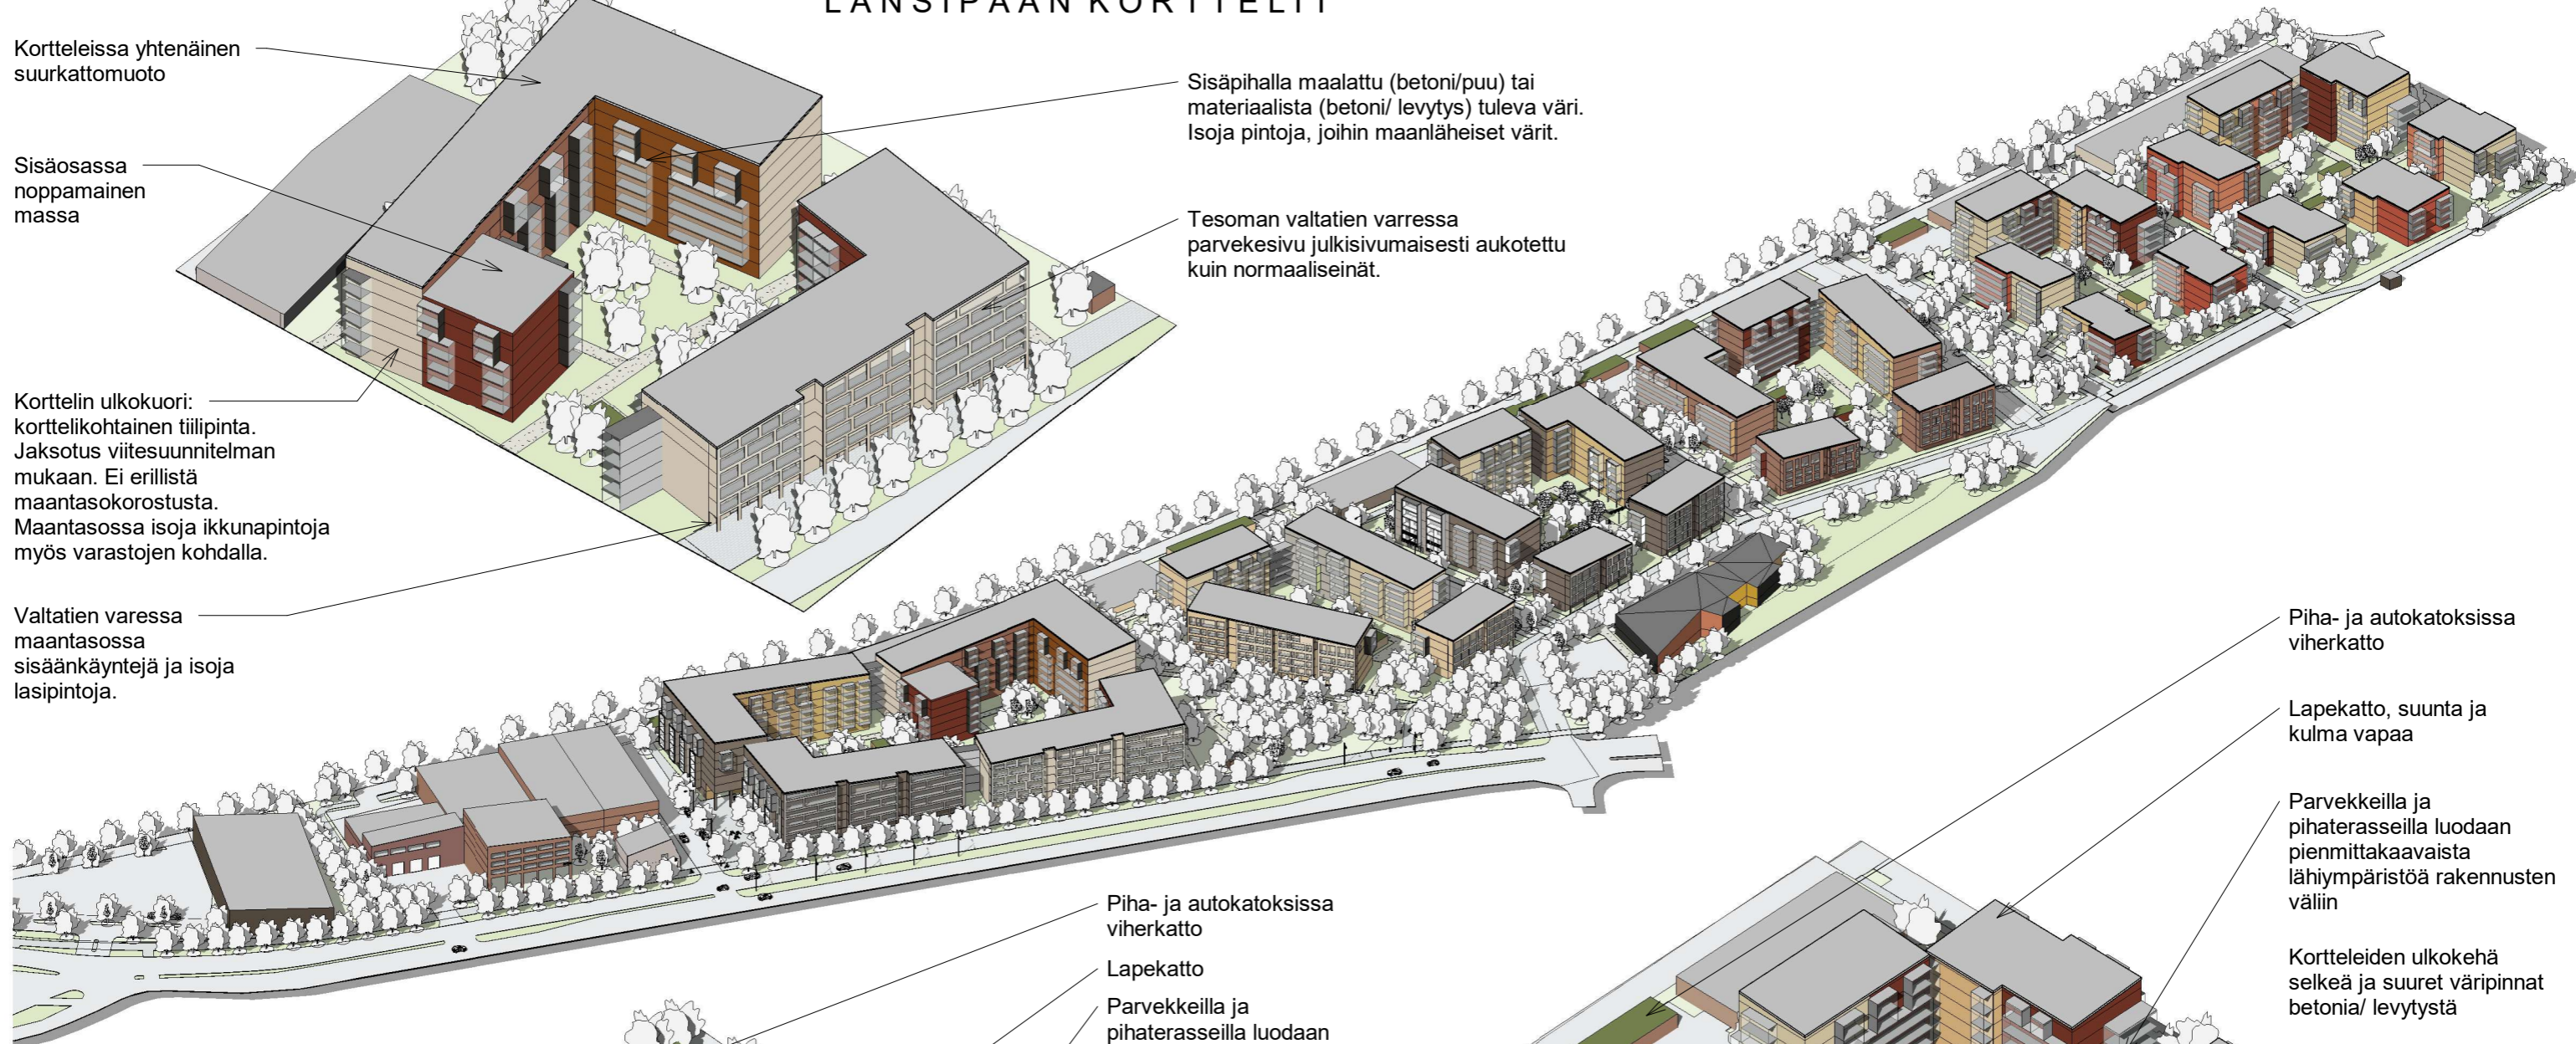 LÄNSIPÄÄN KORTTELIT
Kortteleissa yhtenäinen
suurkattomuoto
Sisäosassa
noppamainen
massa
Korttelin ulkokuori:
korttelikohtainen tiilipinta.
Jaksotus viitesuunnitelman
mukaan. Ei erillistä
maantasokorostusta.
Maantasossa isoja ikkunapintoja
myös varastojen kohdalla.
Valtatien varessa
maantasossa
sisäänkäyntejä ja isoja
lasipintoja.
Sisäpihalla maalattu (betoni/puu) tai
materiaalista (betoni/ levytys) tuleva väri.
Isoja pintoja, joihin maanläheiset värit.
Tesoman valtatien varressa
parvekesivu julkisivumaisesti aukotettu
kuin normaaliseinät.
Piha- ja autokatoksissa
viherkatto
Lapekatto
Parvekkeilla ja
pihaterasseilla luodaan
Piha- ja autokatoksissa
viherkatto
Lapekatto, suunta ja
kulma vapaa
Parvekkeilla ja
pihaterasseilla luodaan
pienmittakaavaista
lähiympäristöä rakennusten
väliin
Kortteleiden ulkokehä
selkeä ja suuret väripinnat
betonia/ levytystä